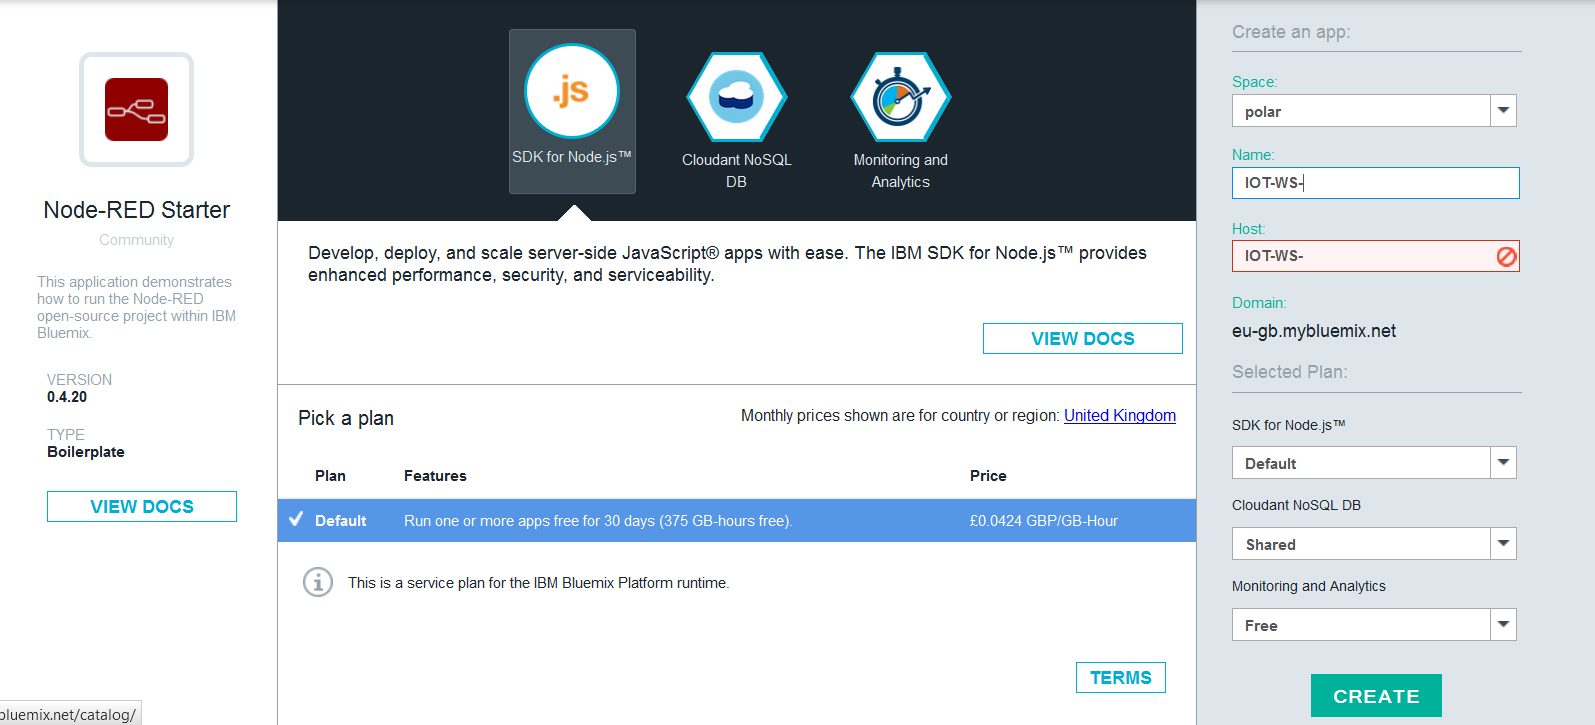 Node-RED Starter
Community
This application demonstrates
how to run the Node-RED
open-source project within IBM
Bluemix.
VERSION
0.4.20
TYPE
Boilerplate
VIEW DOCS
bluemix.net/catalog/
.js
SDK for Node.js™
Cloudant NoSQL
DB
Monitoring and
Analytics
Develop, deploy, and scale server-side JavaScript® apps with ease. The IBM SDK for Node.js™ provides
enhanced performance, security, and serviceability.
VIEW DOCS
Pick a plan
Monthly prices shown are for country or region: United Kingdom
Plan Features Price
Default Run one or more apps free for 30 days (375 GB-hours free). £0.0424 GBP/GB-Hour
This is a service plan for the IBM Bluemix Platform runtime.
TERMS
Create an app:
Space:
polar
Name:
IOT-WS-
Host:
IOT-WS-
Domain:
eu-gb.mybluemix.net
Selected Plan:
SDK for Node.js™
Default
Cloudant NoSQL DB
Shared
Monitoring and Analytics
Free
CREATE